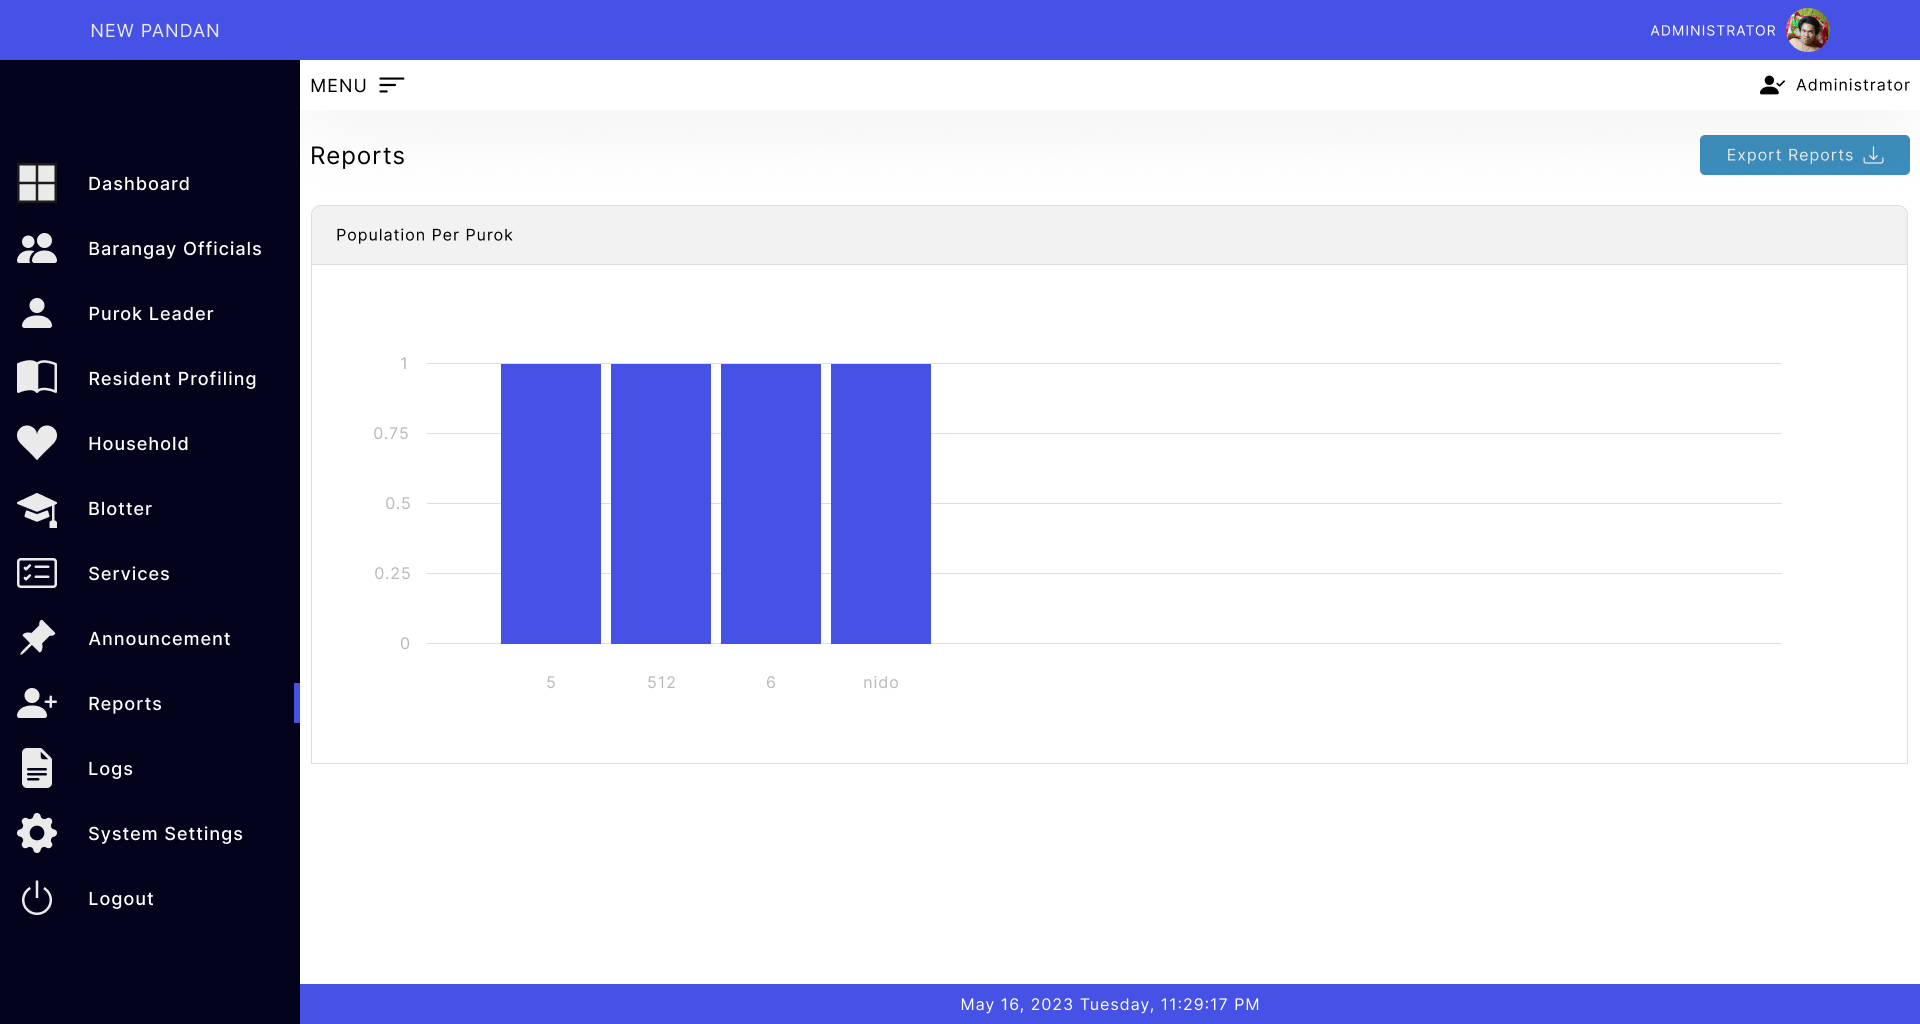 NEW PANDAN
ADMINISTRATOR
MENU
Administrator
Dashboard
Barangay Officials
Purok Leader
Resident Profiling
Household
Blotter
Services
Announcement
Reports
Logs
System Settings
Logout
Reports
Export Reports
Population Per Purok
1
0.75
0.5
0.25
0
5 512 6 nido
May 16, 2023 Tuesday, 11:29:17 PM